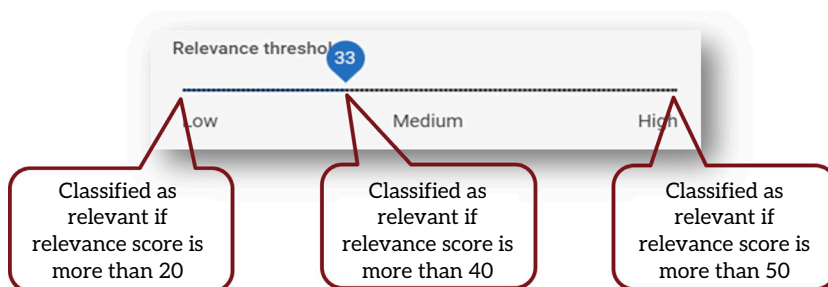 Relevance threshol
33
Low
Medium
High
Classified as
relevant if
relevance score is
more than 20
Classified as
relevant if
relevance score is
more than 40
Classified as
relevant if
relevance score is
more than 50